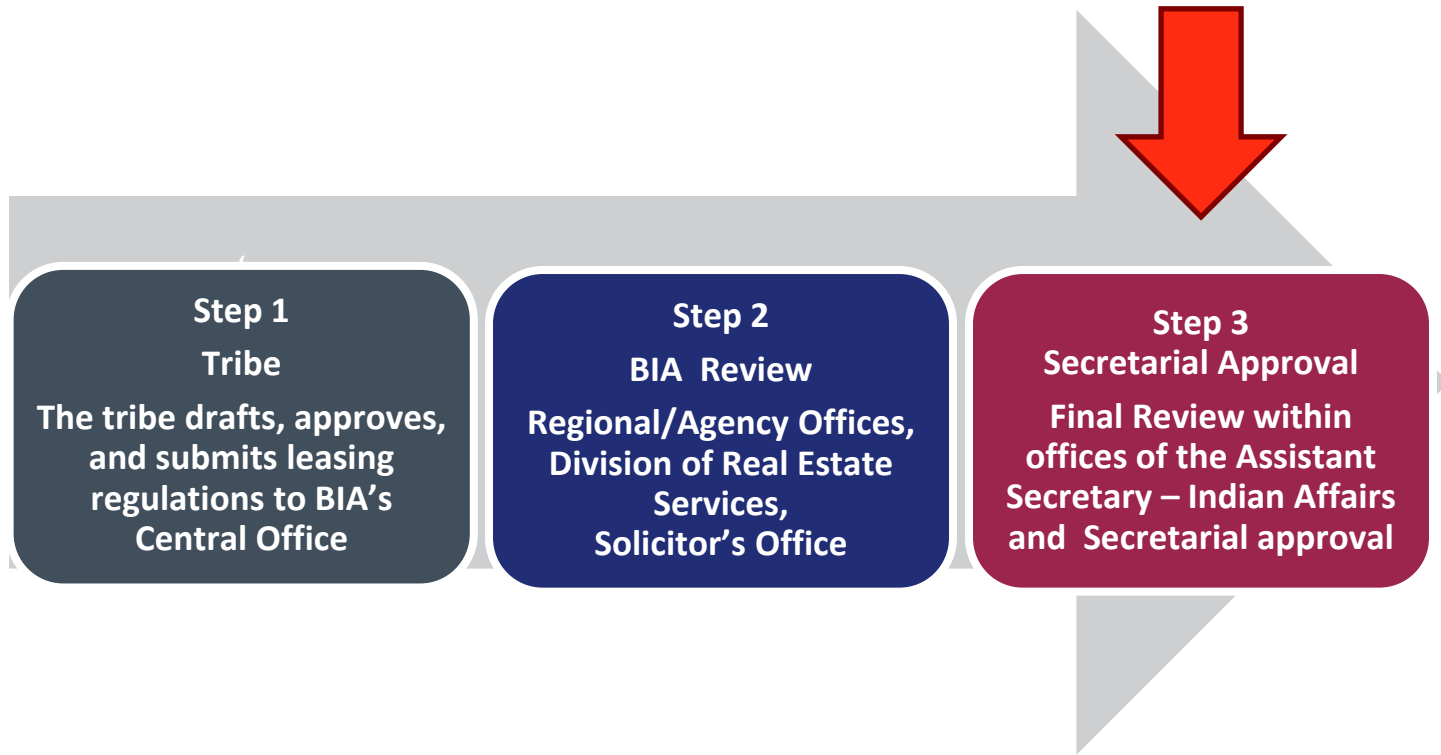 Step 1
Tribe
The tribe drafts, approves,
and submits leasing
regulations to BIA’s
Central Office
Step 2
BIA  Review
Regional/Agency Offices,
Division of Real Estate
Services,
Solicitor’s Office
Step 3
Secretarial Approval
Final Review within
offices of the Assistant
Secretary – Indian Affairs
and  Secretarial approval